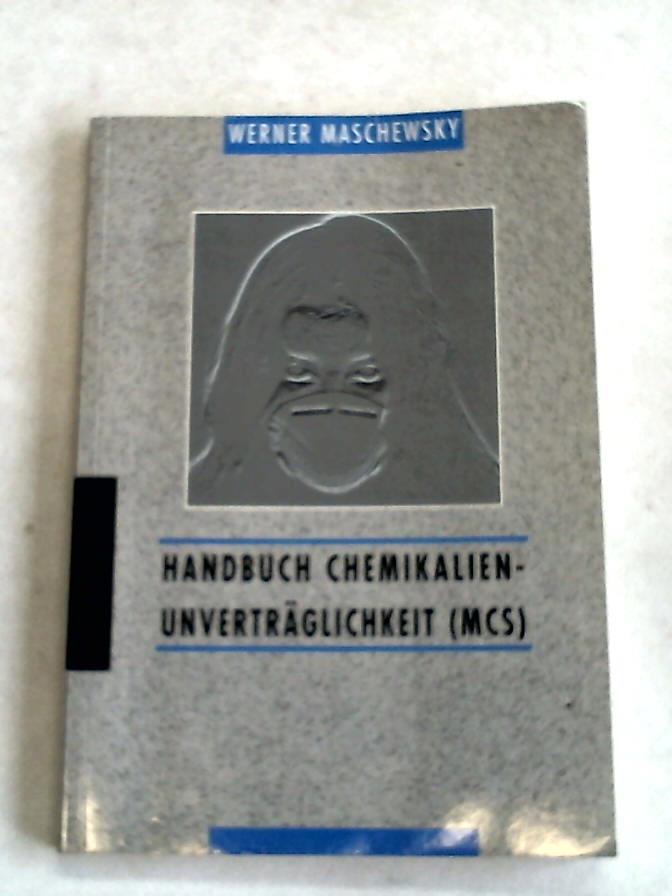 WERNER MASCHEWSKY
HANDBUCH CHEMIKALIEN-
UNVERTRÄGLICHKEIT (MCS)